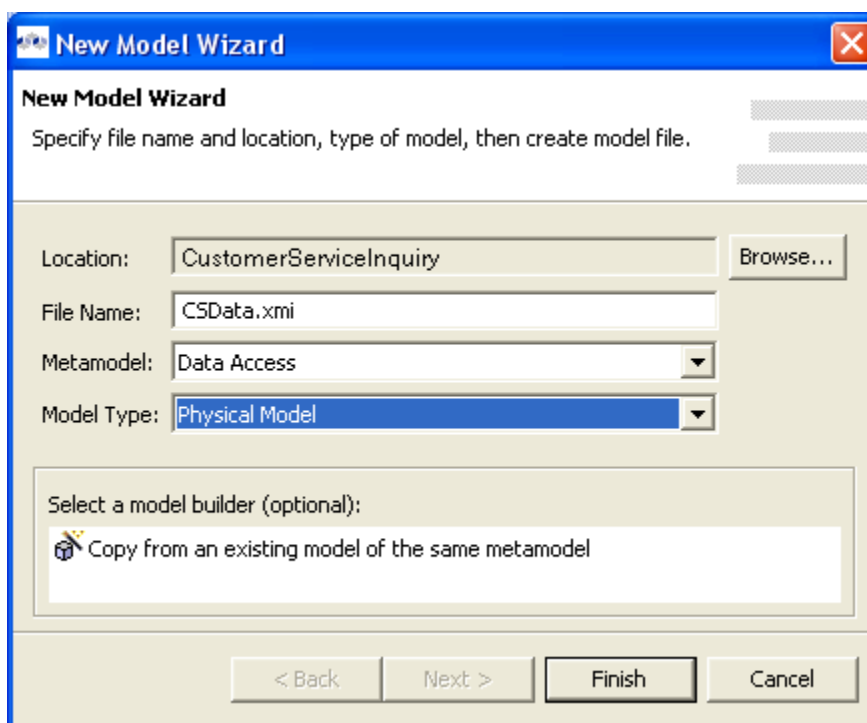 New Model Wizard
New Model Wizard
Specify file name and location, type of model, then create model file.
Location: CustomerServiceInquiry Browse...
File Name: CSData.xmi
Metamodel: Data Access
Model Type: Physical Model
Select a model builder (optional):
Copy from an existing model of the same metamodel
< Back Next > Finish Cancel